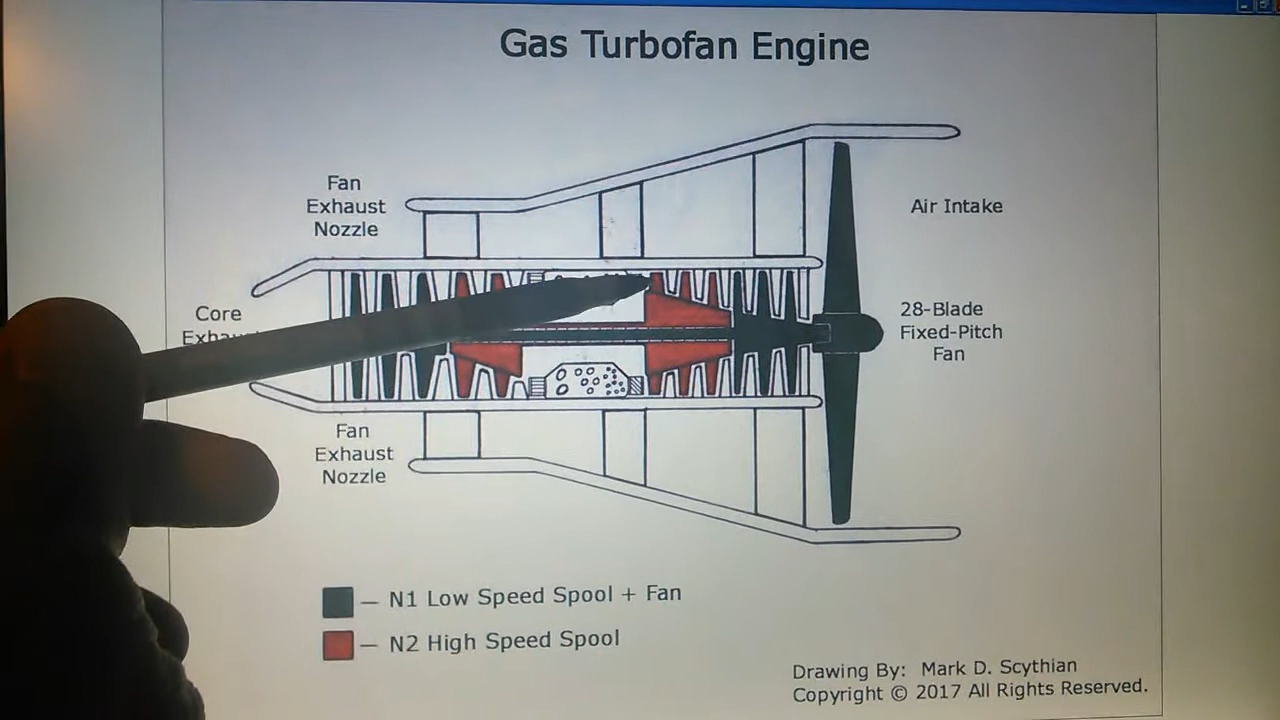 Gas Turbofan Engine
Fan
Exhaust
Nozzle
Air Intake
Core
28-Blade
Fixed-Pitch
Fan
Fan
Exhaust
Nozzle
— N1 Low Speed Spool + Fan
— N2 High Speed Spool
Drawing By: Mark D. Scythian
Copyright © 2017 All Rights Reserved.